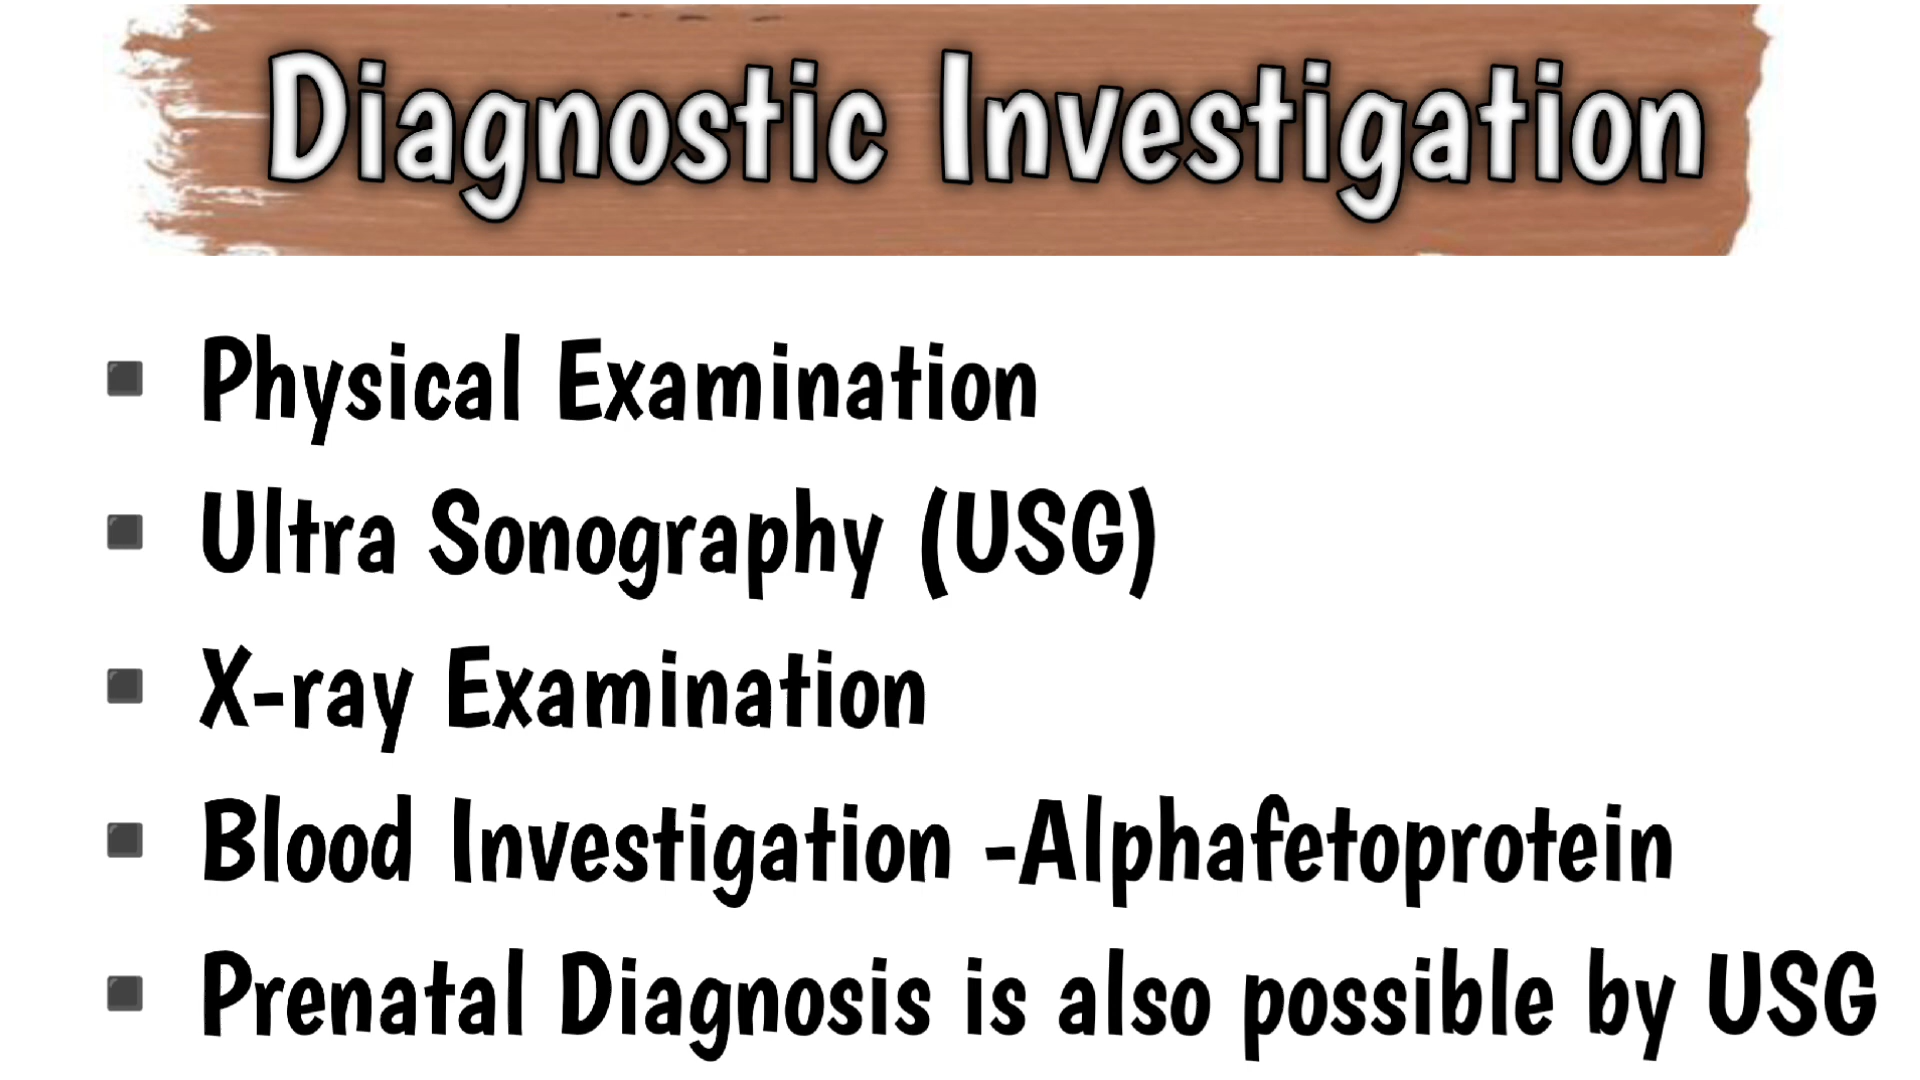 Diagnostic Investigation
▪ Physical Examination
▪ Ultra Sonography (USG)
▪ X-ray Examination
▪ Blood Investigation -Alphafetoprotein
▪ Prenatal Diagnosis is also possible by USG